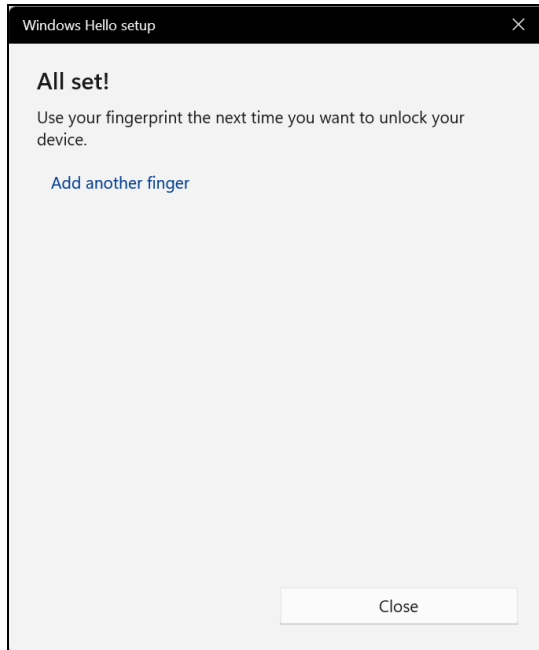 Windows Hello setup
All set!
Use your fingerprint the next time you want to unlock your
device.
Add another finger
Close